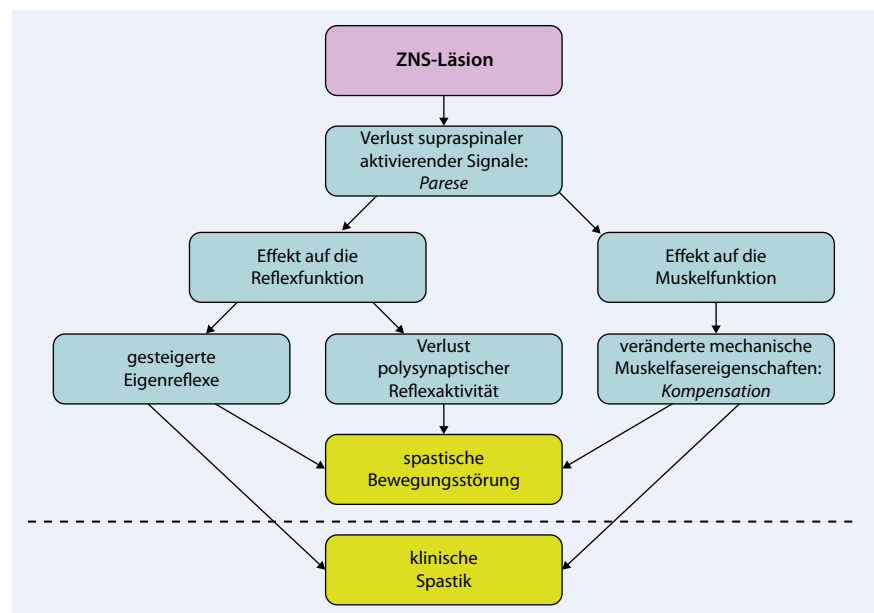 ZNS-Läsion
Verlust supraspinaler
aktivierender Signale:
Parese
Effekt auf die
Reflexfunktion
Effekt auf die
Muskelfunktion
gesteigerte
Eigenreflexe
Verlust
polysynaptischer
Reflexaktivität
veränderte mechanische
Muskelfasereigenschaften:
Kompensation
spastische
Bewegungsstörung
klinische
Spastik